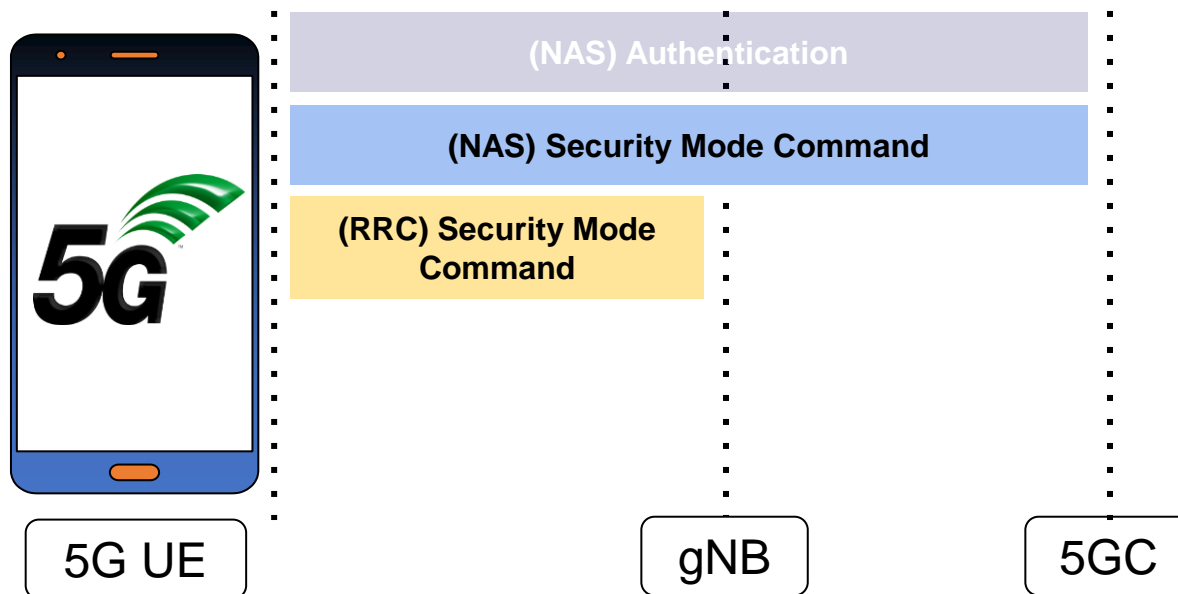 (NAS) Authentication
(NAS) Security Mode Command
(RRC) Security Mode
Command
5G
5G UE
gNB
5GC